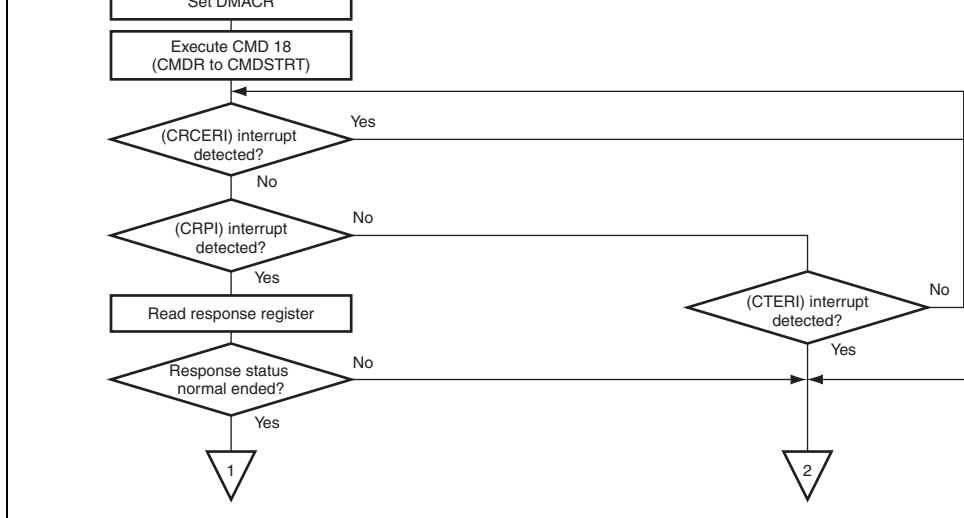 Set DMACR
Execute CMD 18
(CMDR to CMDSTRT)
Yes
(CRCERI) interrupt
detected?
No
(CRPI) interrupt
detected?
No
Yes
(CTERI) interrupt
detected?
No
Read response register
Yes
Response status
normal ended?
No
Yes
1
2